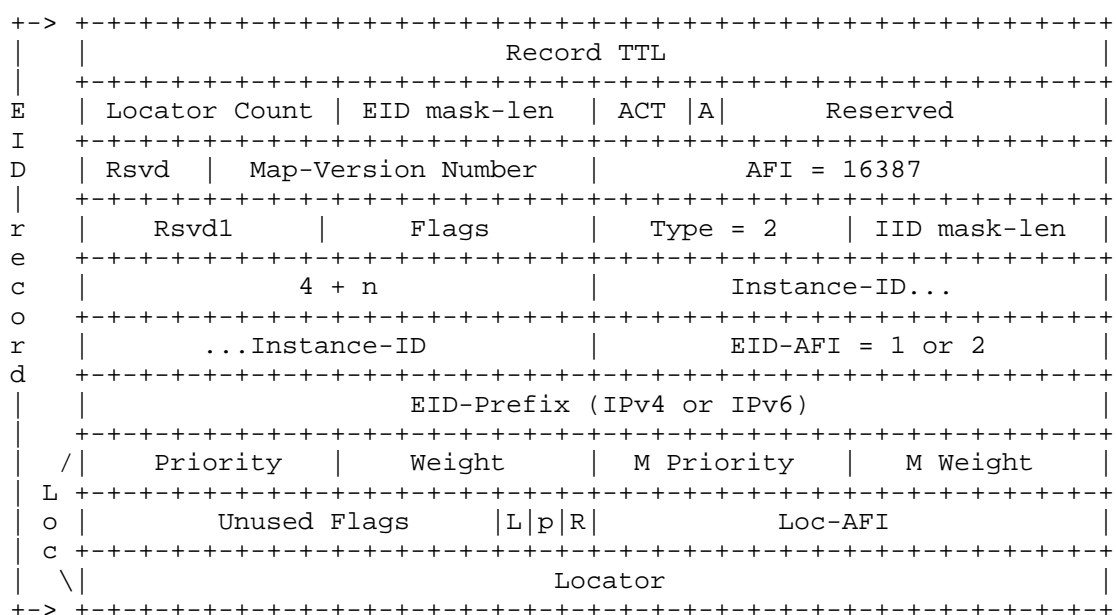 +-> +-+-+-+-+-+-+-+-+-+-+-+-+-+-+-+-+-+-+-+-+-+-+-+-+-+-+-+-+-+-+-+-+
|   |                          Record TTL                           |
|   +-+-+-+-+-+-+-+-+-+-+-+-+-+-+-+-+-+-+-+-+-+-+-+-+-+-+-+-+-+-+-+-+
E   | Locator Count | EID mask-len  | ACT |A|      Reserved         |
I   +-+-+-+-+-+-+-+-+-+-+-+-+-+-+-+-+-+-+-+-+-+-+-+-+-+-+-+-+-+-+-+-+
D   | Rsvd  |  Map-Version Number   |         AFI = 16387           |
|   +-+-+-+-+-+-+-+-+-+-+-+-+-+-+-+-+-+-+-+-+-+-+-+-+-+-+-+-+-+-+-+-+
r   |    Rsvd1     |     Flags      |   Type = 2    | IID mask-len  |
e   +-+-+-+-+-+-+-+-+-+-+-+-+-+-+-+-+-+-+-+-+-+-+-+-+-+-+-+-+-+-+-+-+
c   |             4 + n             |        Instance-ID...         |
o   +-+-+-+-+-+-+-+-+-+-+-+-+-+-+-+-+-+-+-+-+-+-+-+-+-+-+-+-+-+-+-+-+
r   |       ...Instance-ID          |       EID-AFI = 1 or 2        |
d   +-+-+-+-+-+-+-+-+-+-+-+-+-+-+-+-+-+-+-+-+-+-+-+-+-+-+-+-+-+-+-+-+
|   |                    EID-Prefix (IPv4 or IPv6)                  |
|   +-+-+-+-+-+-+-+-+-+-+-+-+-+-+-+-+-+-+-+-+-+-+-+-+-+-+-+-+-+-+-+-+
|  /|    Priority   |    Weight     |  M Priority   |   M Weight    |
| L +-+-+-+-+-+-+-+-+-+-+-+-+-+-+-+-+-+-+-+-+-+-+-+-+-+-+-+-+-+-+-+-+
| o |        Unused Flags     |L|p|R|           Loc-AFI             |
| c +-+-+-+-+-+-+-+-+-+-+-+-+-+-+-+-+-+-+-+-+-+-+-+-+-+-+-+-+-+-+-+-+
|  \|                             Locator                           |
+-> +-+-+-+-+-+-+-+-+-+-+-+-+-+-+-+-+-+-+-+-+-+-+-+-+-+-+-+-+-+-+-+-+